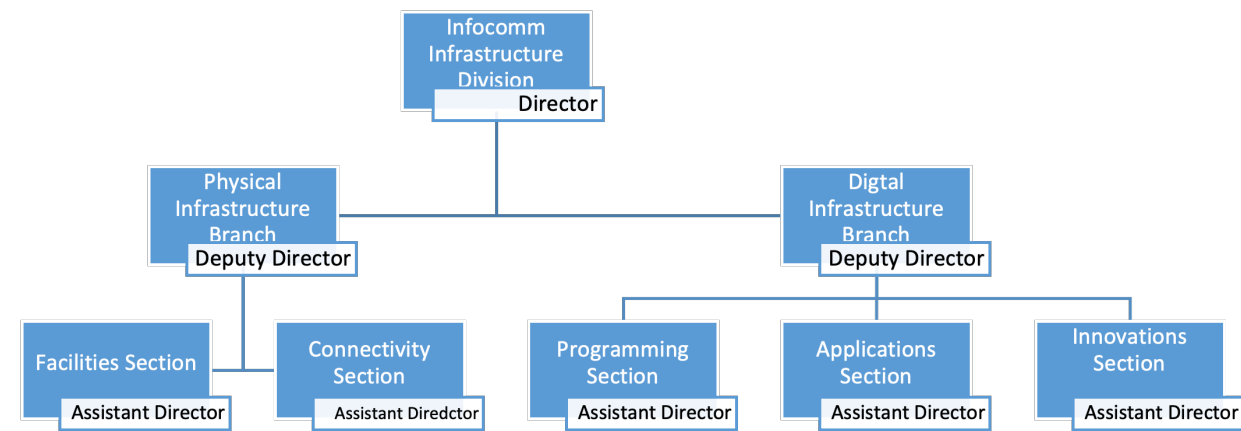 Infocomm
Infrastructure
Division
Director
Physical
Infrastructure
Branch
Deputy Director
Digtal
Infrastructure
Branch
Deputy Director
Facilities Section
Assistant Director
Connectivity
Section
Assistant Diredctor
Programming
Section
Assistant Director
Applications
Section
Assistant Director
Innovations
Section
Assistant Director